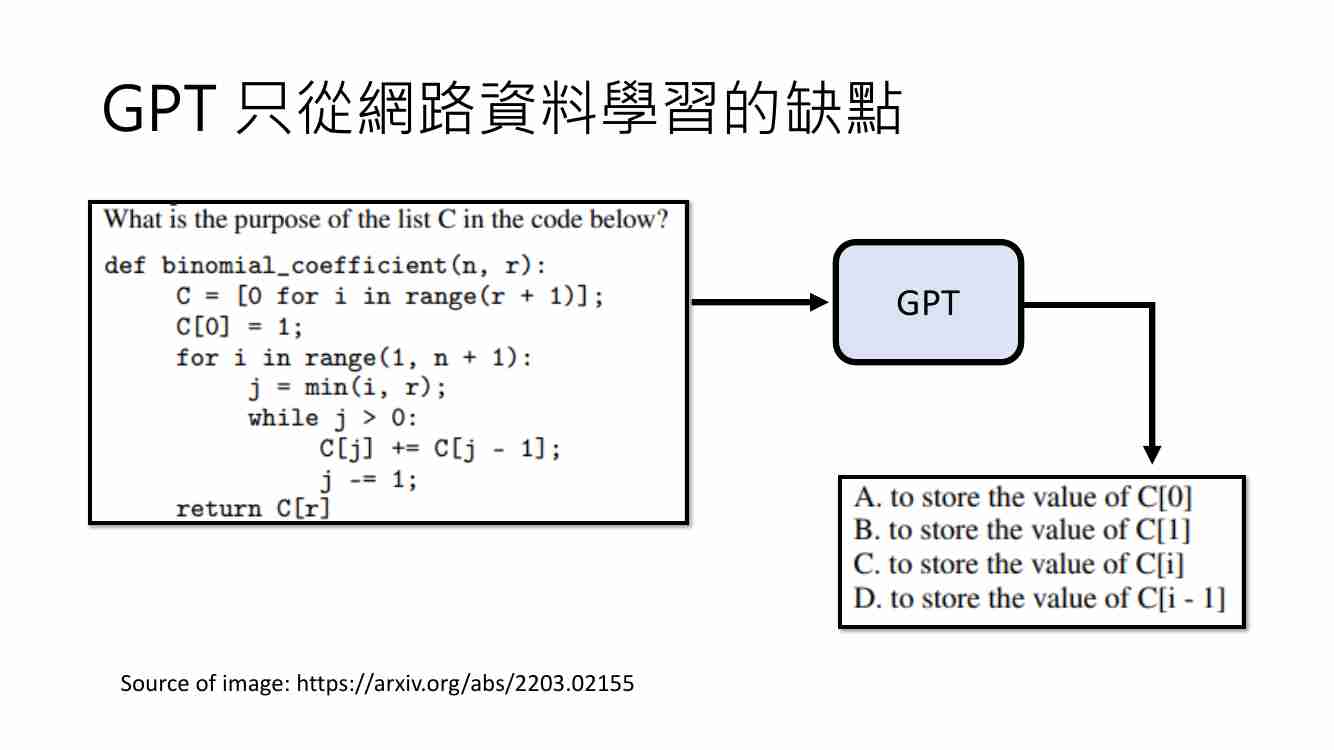 GPT 只從網路資料學習的缺點
What is the purpose of the list C in the code below?
def binomial_coefficient(n, r):
C = [0 for i in range(r + 1)];
C[0] = 1;
for i in range(1, n + 1):
j = min(i, r);
while j > 0:
C[j] += C[j - 1];
j -= 1;
return C[r]
GPT
A. to store the value of C[0]
B. to store the value of C[1]
C. to store the value of C[i]
D. to store the value of C[i - 1]
Source of image: https://arxiv.org/abs/2203.02155